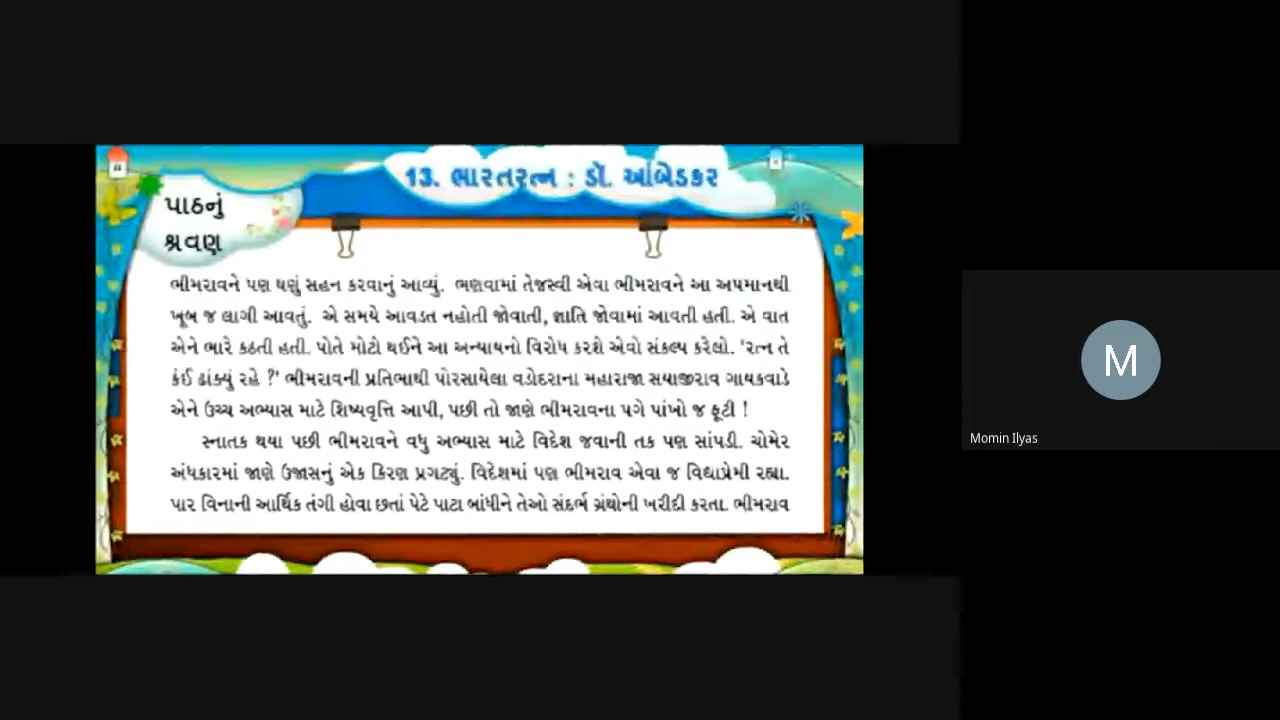 13. ભારતરત્ન : ડૉ. આંબેડકર
પાઠનું
શ્રવણ
ભીમરાવને પણ ઘણું સહન કરવાનું આવ્યું. ભણવામાં તેજસ્વી એવા ભીમરાવને આ અપમાનથી
ખૂબ જ લાગી આવતું. એ સમયે આવડત નહોતી જોવાતી, જ્ઞાતિ જોવામાં આવતી હતી. એ વાત
એને ભારે કઠતી હતી. પોતે મોટો થઈને આ અન્યાયનો વિરોધ કરશે એવો સંકલ્પ કરેલો. 'રત્ન તે
કંઈ ઢાંક્યું રહે ?' ભીમરાવની પ્રતિભાથી પોરસાયેલા વડોદરાના મહારાજા સયાજીરાવ ગાયકવાડે
એને ઉચ્ચ અભ્યાસ માટે શિષ્યવૃત્તિ આપી, પછી તો જાણે ભીમરાવના પગે પાંખો જ ફૂટી !
સ્નાતક થયા પછી ભીમરાવને વધુ અભ્યાસ માટે વિદેશ જવાની તક પણ સાંપડી. ચોમેર
અંધકારમાં જાણે ઉજાસનું એક કિરણ પ્રગટ્યું. વિદેશમાં પણ ભીમરાવ એવા જ વિદ્યાપ્રેમી રહ્યા.
પાર વિનાની આર્થિક તંગી હોવા છતાં પેટે પાટા બાંધીને તેઓ સંદર્ભ ગ્રંથોની ખરીદી કરતા. ભીમરાવ
M
Momin Ilyas